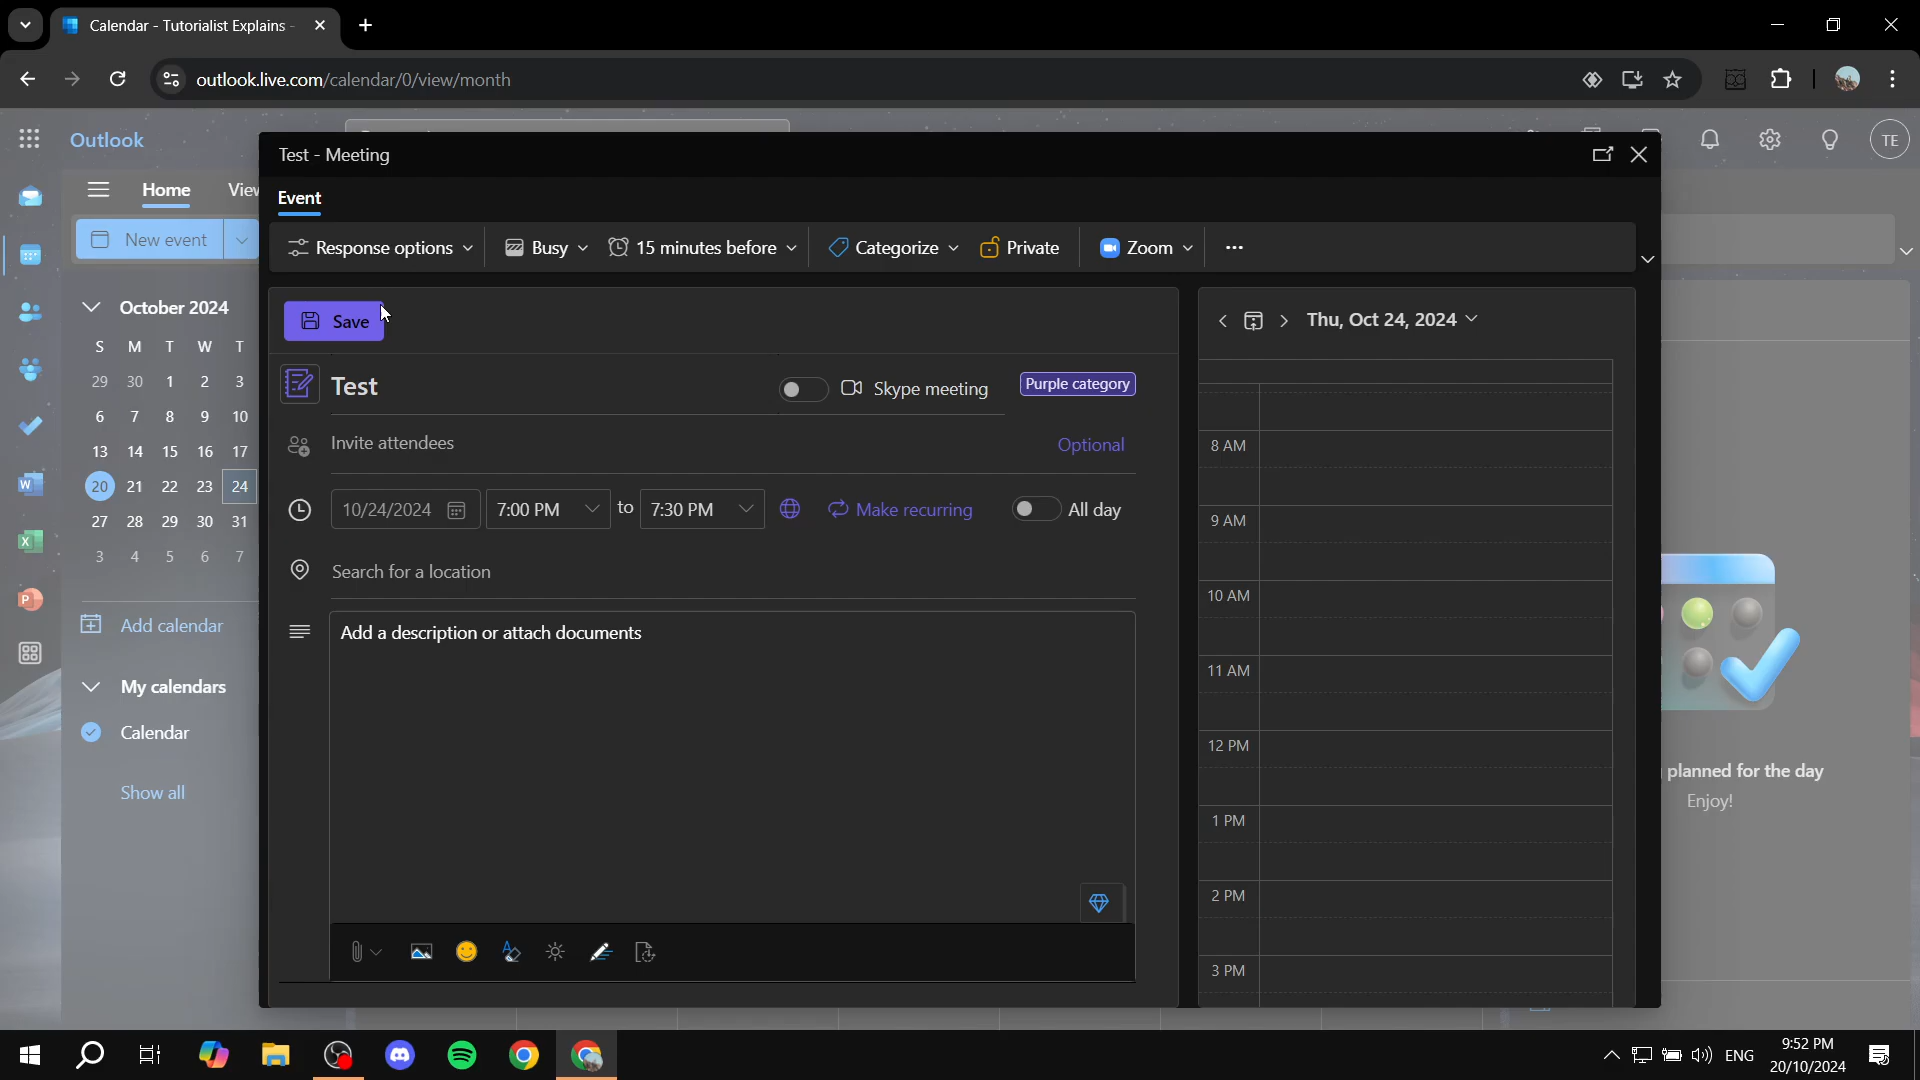 Calendar - Tutorialist Explains -
outlook.live.com/calendar/0/view/month
Outlook
TE
Test - Meeting
Home
View
Event
New event
Response options
Busy
15 minutes before
Categorize
Private
Zoom
October 2024
Save
Thu, Oct 24, 2024
S M T W T
29 30 1 2 3
6 7 8 9 10
13 14 15 16 17
20 21 22 23 24
27 28 29 30 31
3 4 5 6 7
Test
Skype meeting
Purple category
Invite attendees
Optional
10/24/2024
7:00 PM
to
7:30 PM
Make recurring
All day
Search for a location
Add a description or attach documents
8 AM
9 AM
10 AM
11 AM
12 PM
1 PM
2 PM
3 PM
Add calendar
My calendars
Calendar
Show all
planned for the day
Enjoy!
ENG
9:52 PM
20/10/2024